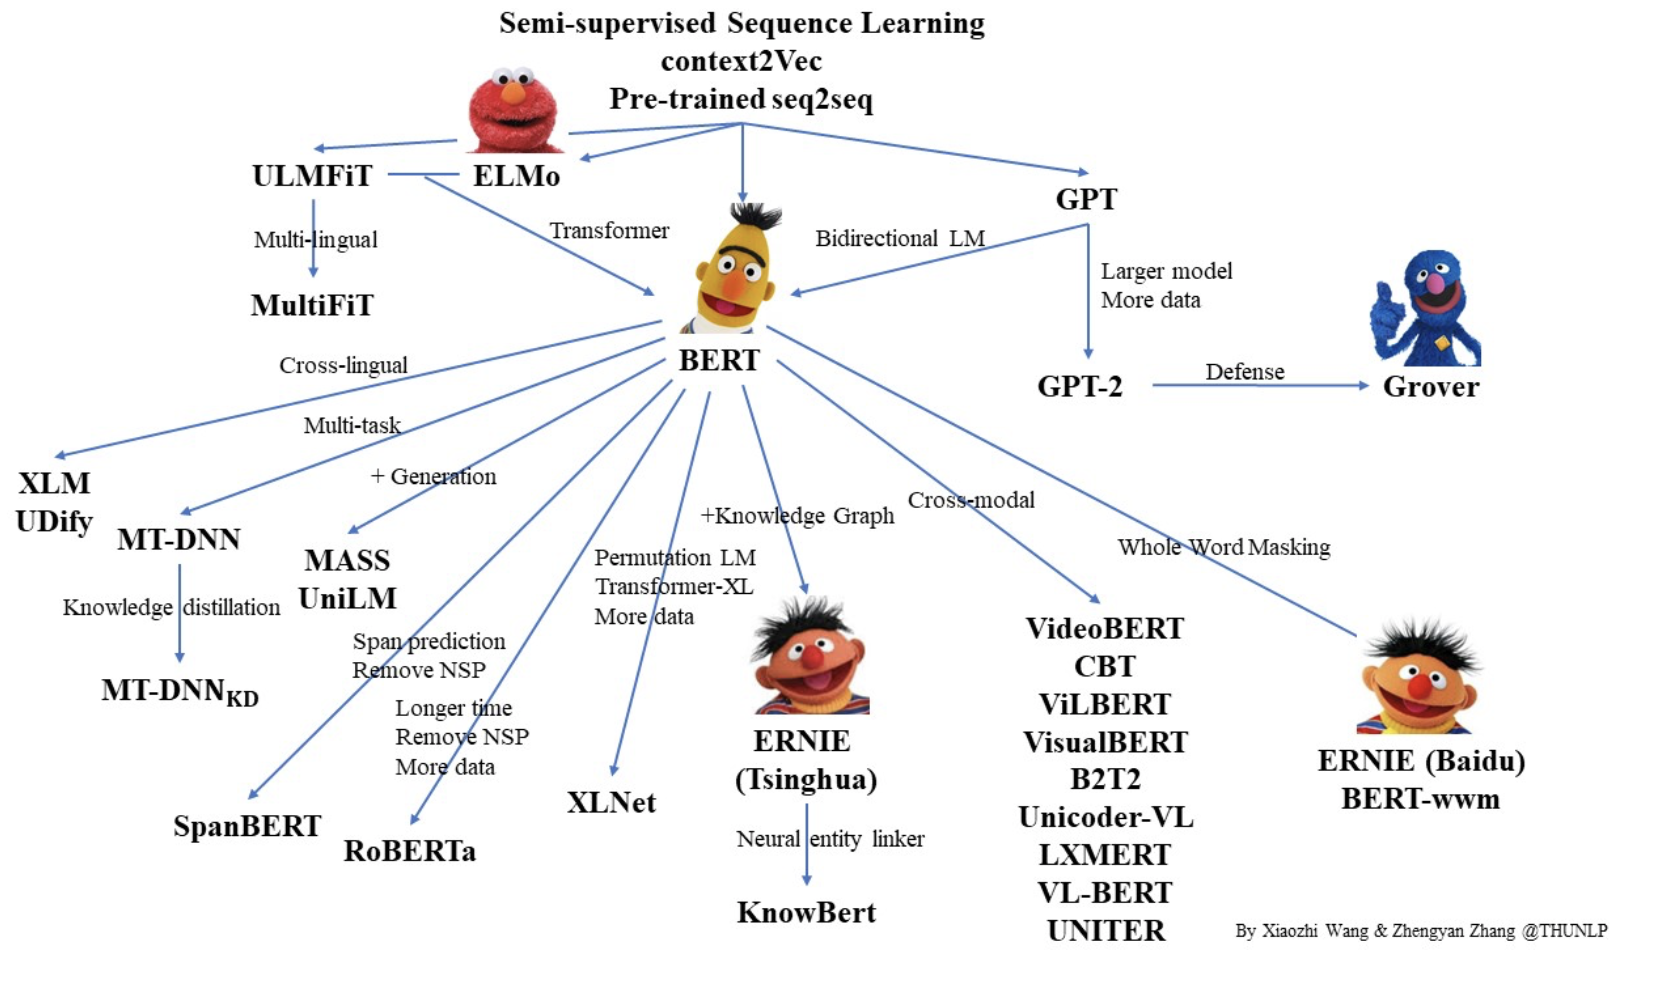 Semi-supervised Sequence Learning
context2Vec
Pre-trained seq2seq
ULMFiT
ELMo
GPT
Multi-lingual
Transformer
Bidirectional LM
Larger model
More data
MultiFiT
BERT
GPT-2
Defense
Grover
Cross-lingual
Multi-task
+ Generation
+Knowledge Graph
Cross-modal
Whole Word Masking
XLM
UDify
MT-DNN
MASS
UniLM
Permutation LM
Transformer-XL
More data
Knowledge distillation
MT-DNNKD
Span prediction
Remove NSP
Longer time
Remove NSP
More data
SpanBERT
RoBERTa
XLNet
ERNIE
(Tsinghua)
Neural entity linker
KnowBert
VideoBERT
CBT
ViLBERT
VisualBERT
B2T2
Unicoder-VL
LXMERT
VL-BERT
UNITER
ERNIE (Baidu)
BERT-wwm
By Xiaozhi Wang & Zhengyan Zhang @THUNLP